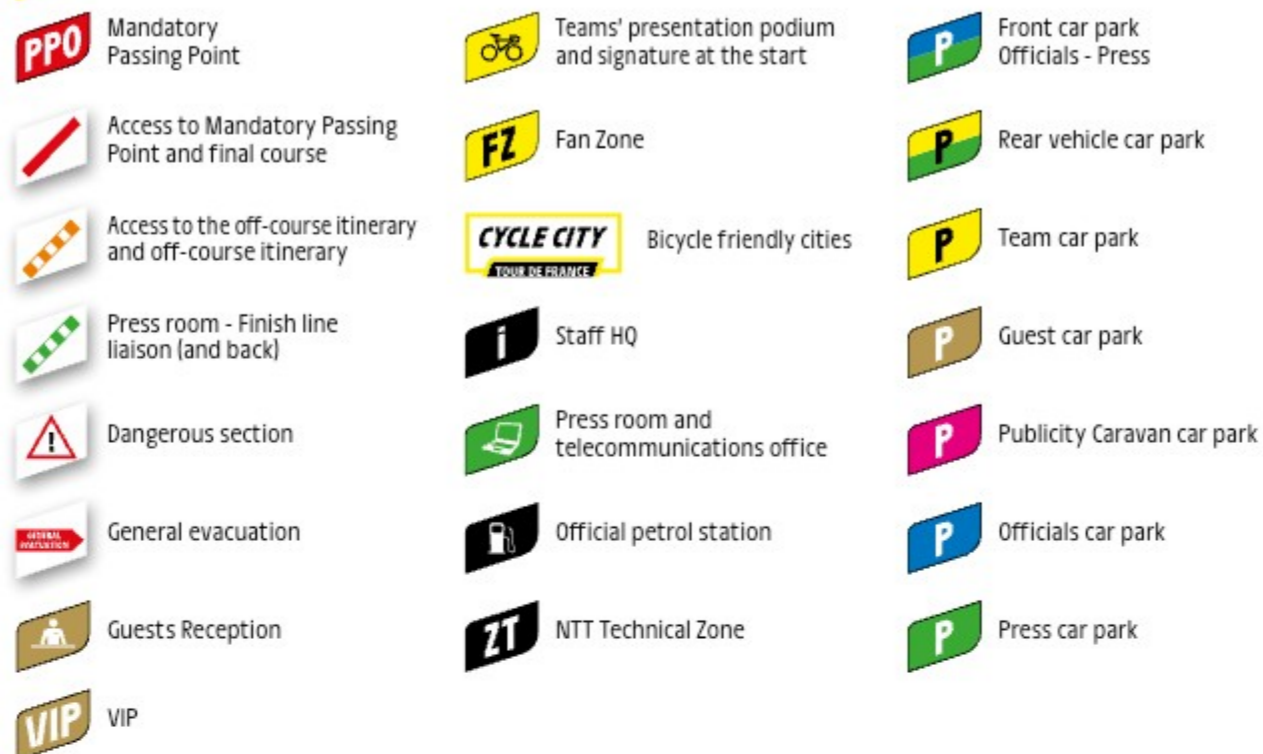 PPO
Mandatory
Passing Point
Access to Mandatory Passing
Point and final course
Access to the off-course itinerary
and off-course itinerary
Press room - Finish line
liaison (and back)
!
Dangerous section
GENERAL
EVACUATION
General evacuation
Guests Reception
VIP
VIP
Teams' presentation podium
and signature at the start
FZ
Fan Zone
CYCLE CITY
TOUR DE FRANCE
Bicycle friendly cities
i
Staff HQ
Press room and
telecommunications office
Official petrol station
ZT
NTT Technical Zone
P
Front car park
Officials - Press
P
Rear vehicle car park
P
Team car park
P
Guest car park
P
Publicity Caravan car park
P
Officials car park
P
Press car park